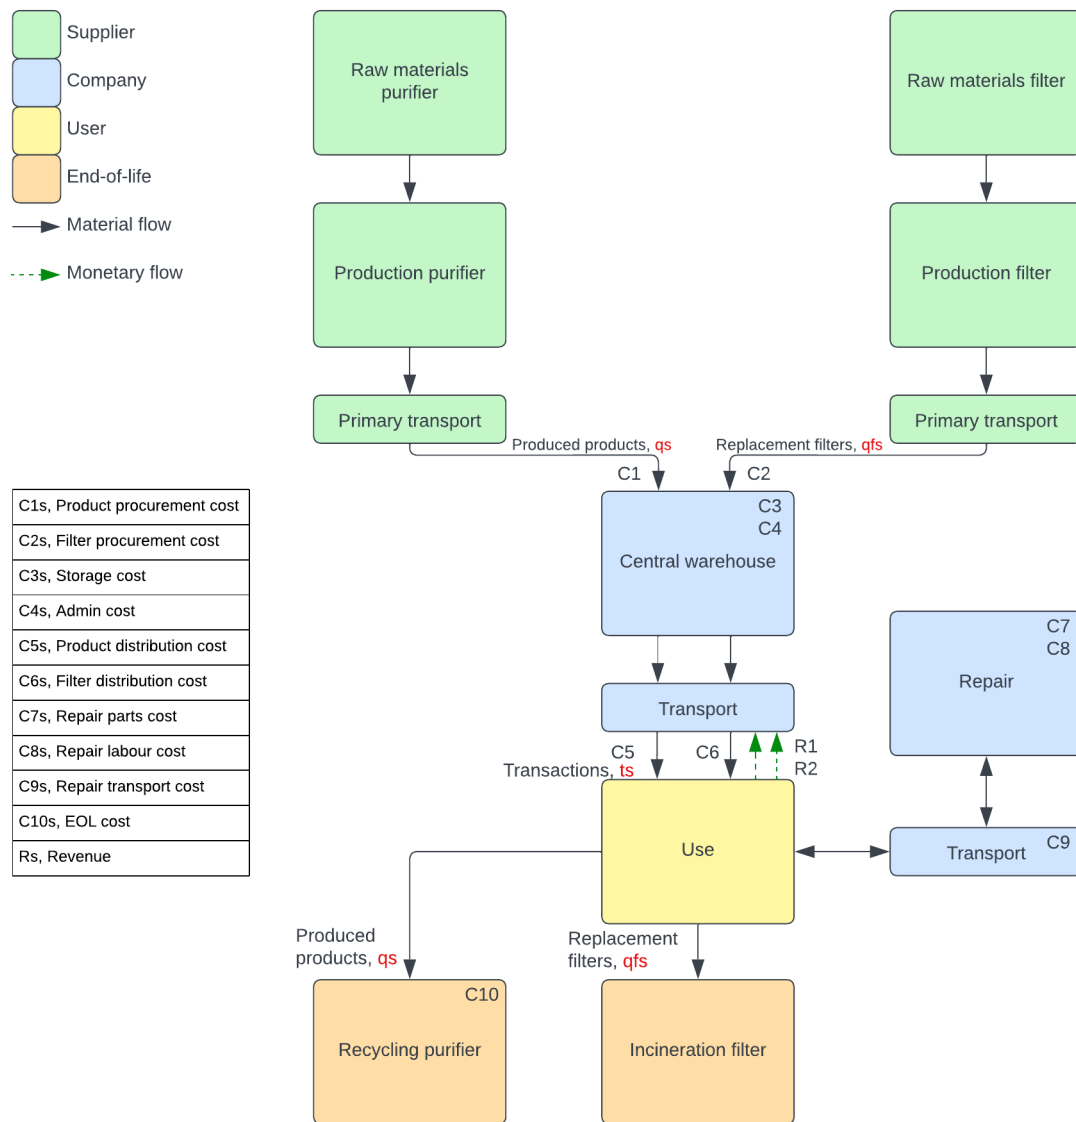 Supplier
Company
User
End-of-life
Material flow
Monetary flow
Raw materials
purifier
Raw materials filter
Production purifier
Production filter
Primary transport
Primary transport
Produced products, qs
Replacement filters, qfs
C1
C2
C3
C4
Central warehouse
C1s, Product procurement cost
C2s, Filter procurement cost
C3s, Storage cost
C4s, Admin cost
C5s, Product distribution cost
C6s, Filter distribution cost
C7s, Repair parts cost
C8s, Repair labour cost
C9s, Repair transport cost
C10s, EOL cost
Rs, Revenue
C7
C8
Repair
Transport
C5
C6
R1
R2
Transactions, ts
Use
C9
Transport
Produced
products, qs
Replacement
filters, qfs
C10
Recycling purifier
Incineration filter